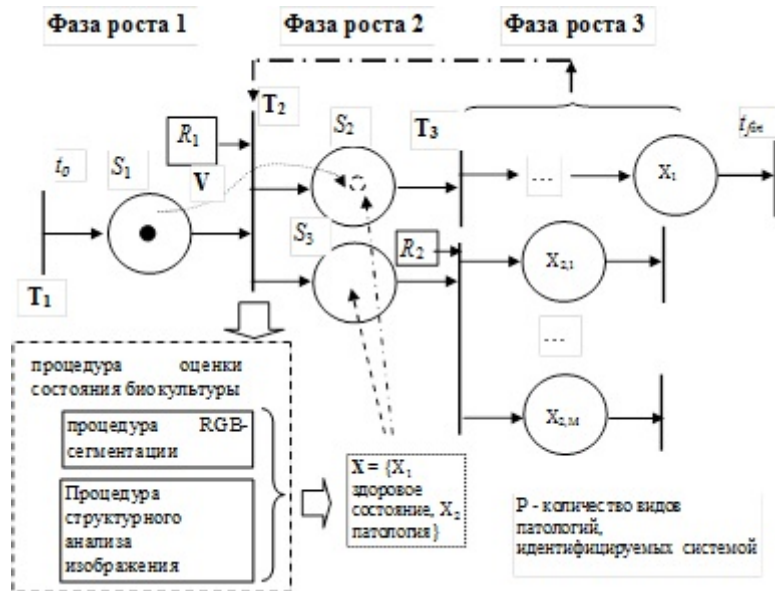 Фаза роста 1
Фаза роста 2
Фаза роста 3
T2
R1
S2
T3
tfin
t0
S1
V
...
X1
S3
R2
X2,1
T1
...
процедура оценки
состояния биокультуры
процедура RGB-
сегментации
X2,M
X = {X1
здоровое
состояние, X2
патология}
Процедура
структурного
анализа
изображения
P - количество видов
патологий,
идентифицируемых системой